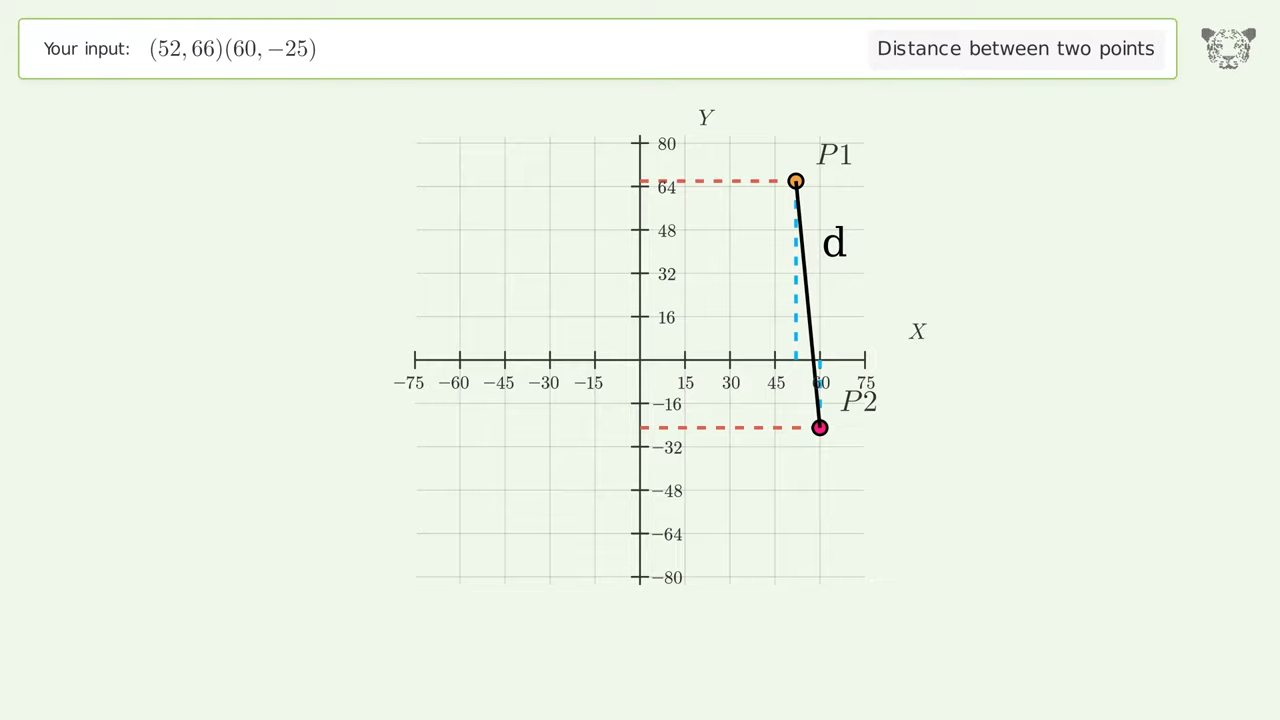 Your input: (52, 66)(60, −25)
Distance between two points
Y
80
P1
64
48
d
32
16
X
−75 −60 −45 −30 −15 15 30 45 60 75
−16
P2
−32
−48
−64
−80